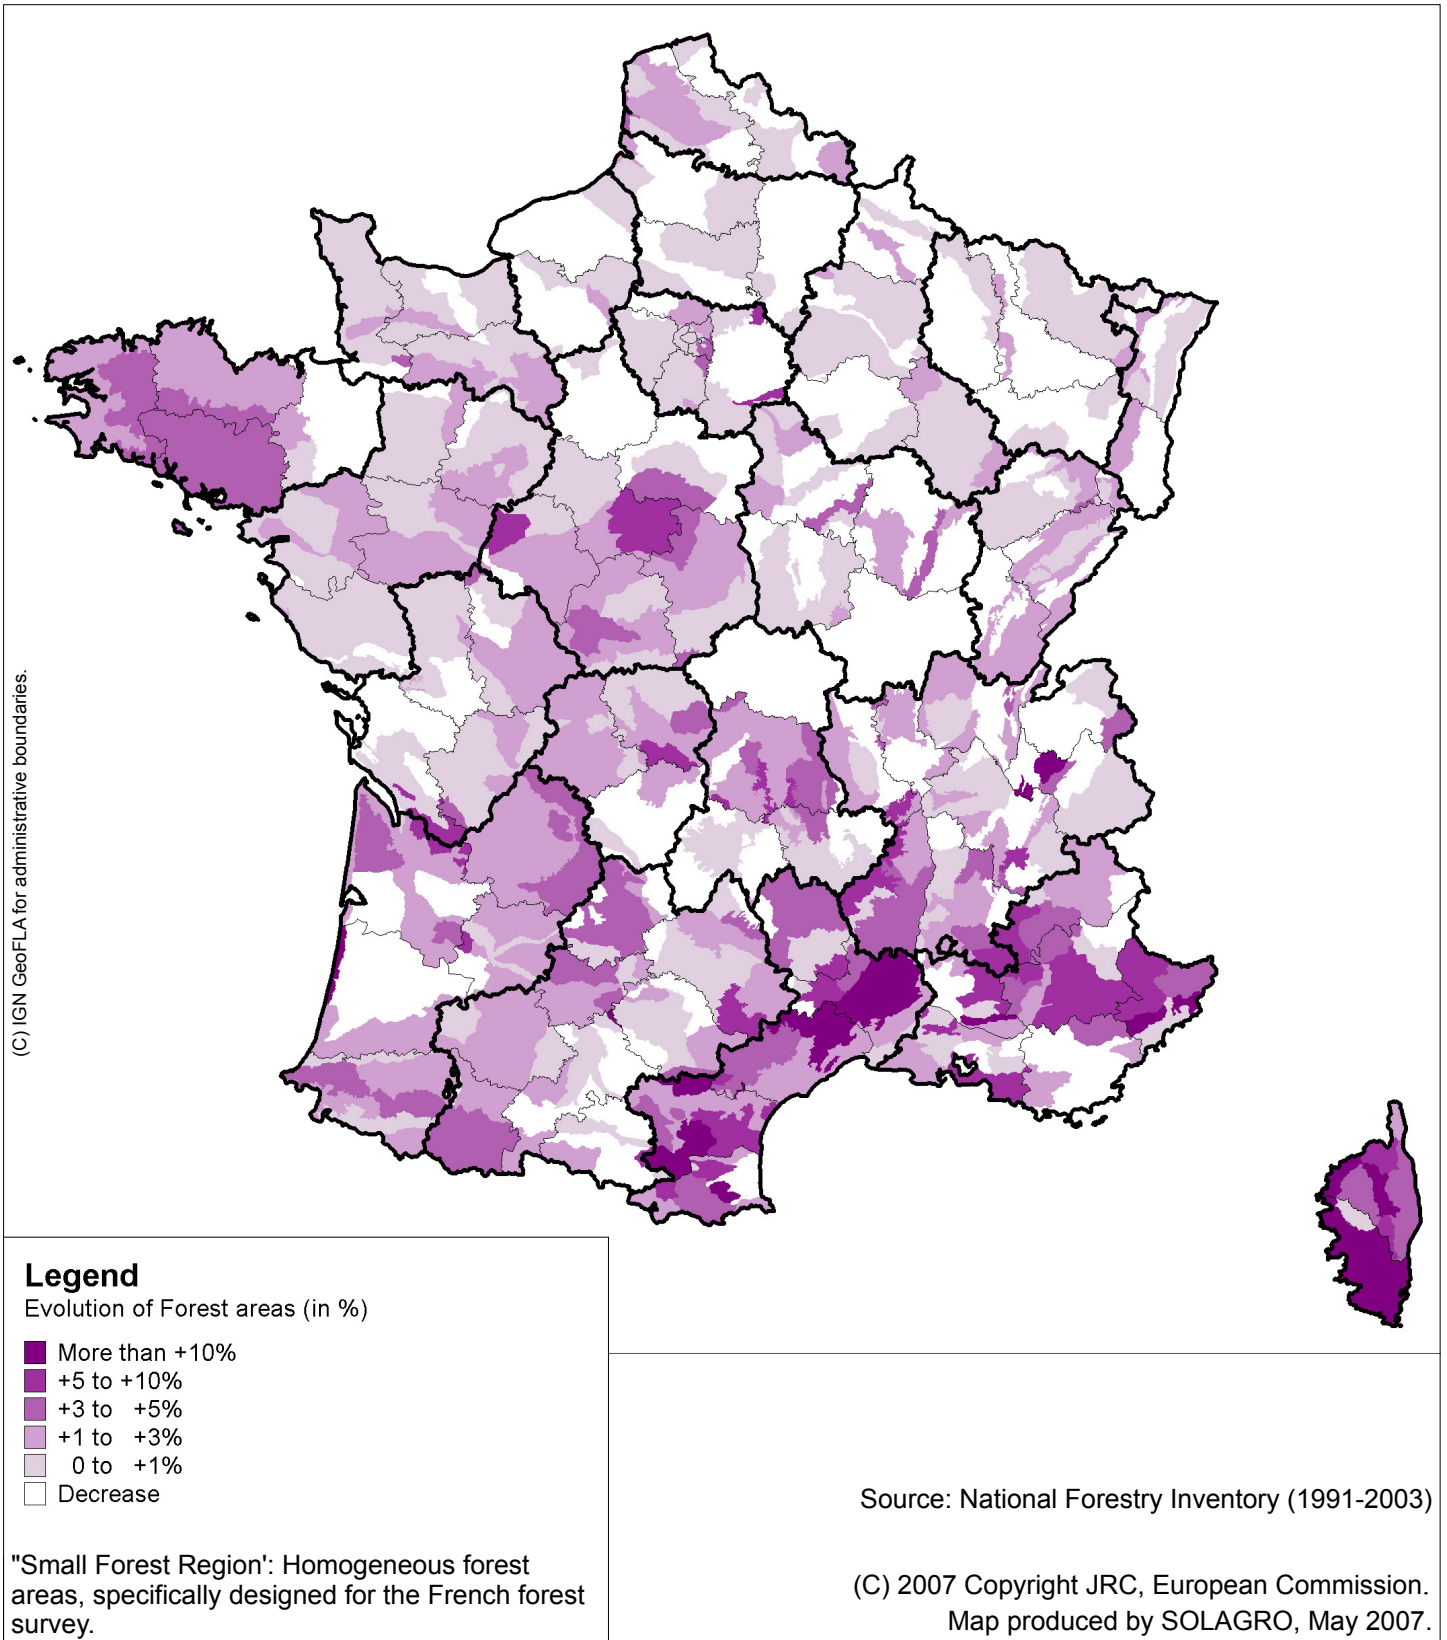 (C) IGN GeoFLA for administrative boundaries.
Legend
Evolution of Forest areas (in %)
More than +10%
+5 to +10%
+3 to +5%
+1 to +3%
0 to +1%
Decrease
"Small Forest Region': Homogeneous forest
areas, specifically designed for the French forest
survey.
Source: National Forestry Inventory (1991-2003)
(C) 2007 Copyright JRC, European Commission.
Map produced by SOLAGRO, May 2007.